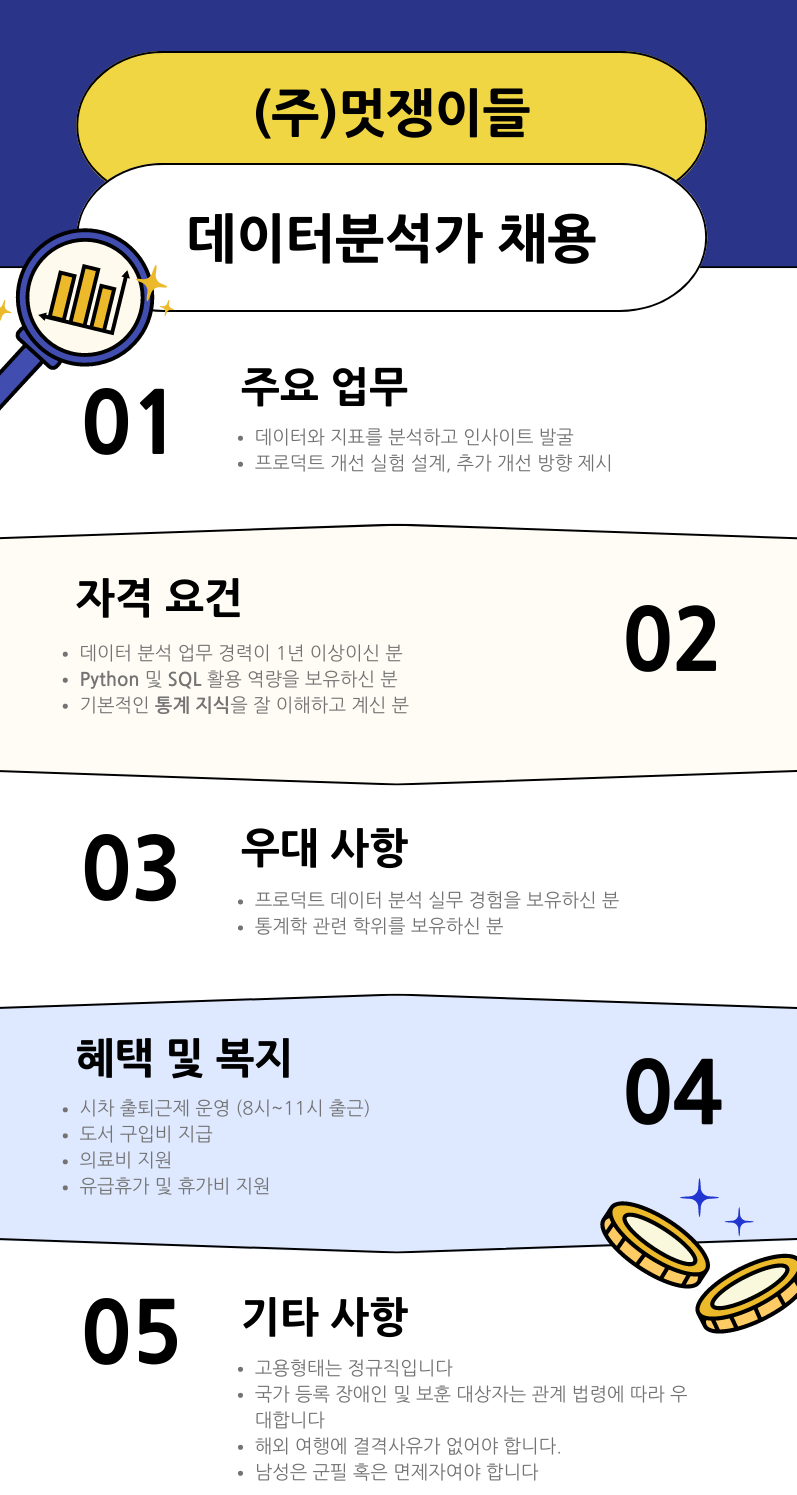 (주)멋쟁이들
데이터분석가 채용
01
주요 업무
• 데이터와 지표를 분석하고 인사이트 발굴
• 프로덕트 개선 실험 설계, 추가 개선 방향 제시
자격 요건
02
• 데이터 분석 업무 경력이 1년 이상이신 분
• Python 및 SQL 활용 역량을 보유하신 분
• 기본적인 통계 지식을 잘 이해하고 계신 분
03
우대 사항
• 프로덕트 데이터 분석 실무 경험을 보유하신 분
• 통계학 관련 학위를 보유하신 분
혜택 및 복지
04
• 시차 출퇴근제 운영 (8시~11시 출근)
• 도서 구입비 지급
• 의료비 지원
• 유급휴가 및 휴가비 지원
05
기타 사항
• 고용형태는 정규직입니다
• 국가 등록 장애인 및 보훈 대상자는 관계 법령에 따라 우
대합니다
• 해외 여행에 결격사유가 없어야 합니다.
• 남성은 군필 혹은 면제자여야 합니다